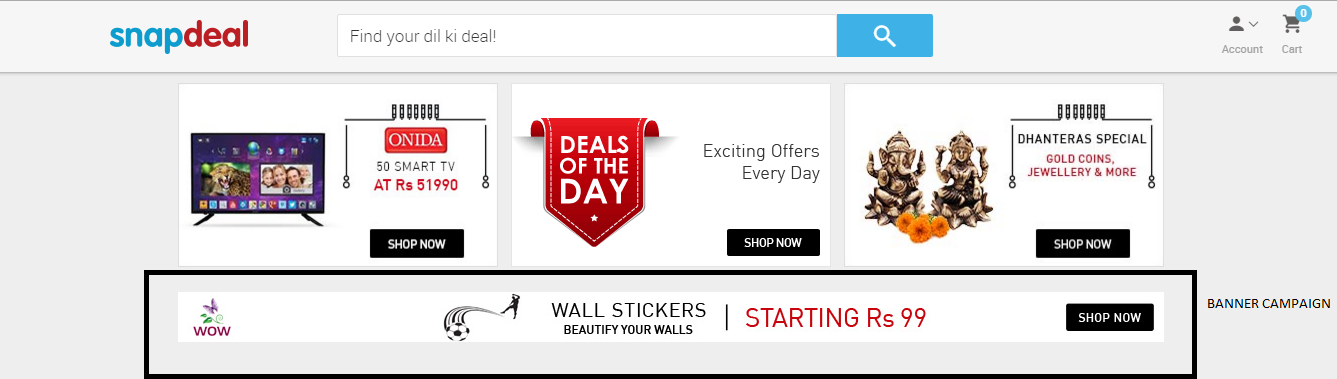 snapdeal
Find your dil ki deal!
0
Account
Cart
ONIDA
50 SMART TV
AT Rs 51990
SHOP NOW
DEALS
OF THE
DAY
Exciting Offers
Every Day
SHOP NOW
DHANTERAS SPECIAL
GOLD COINS,
JEWELLERY & MORE
SHOP NOW
WOW
WALL STICKERS
BEAUTIFY YOUR WALLS
STARTING Rs 99
SHOP NOW
BANNER CAMPAIGN